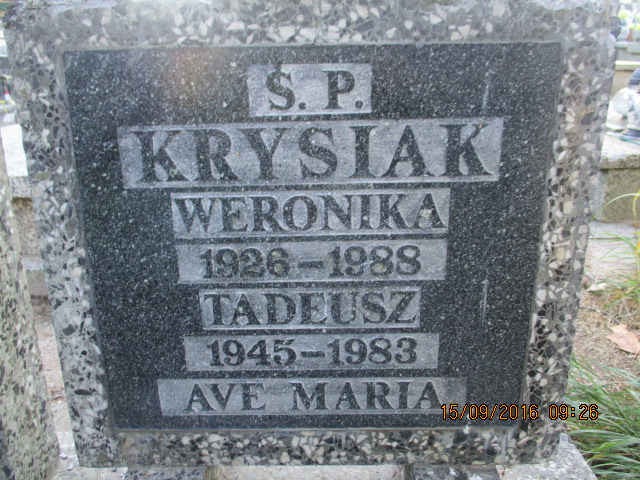 Ś. P.
KRYSIAK
WERONIKA
1926-1988
TADEUSZ
1945-1983
AVE MARIA
15/09/2016 09:26